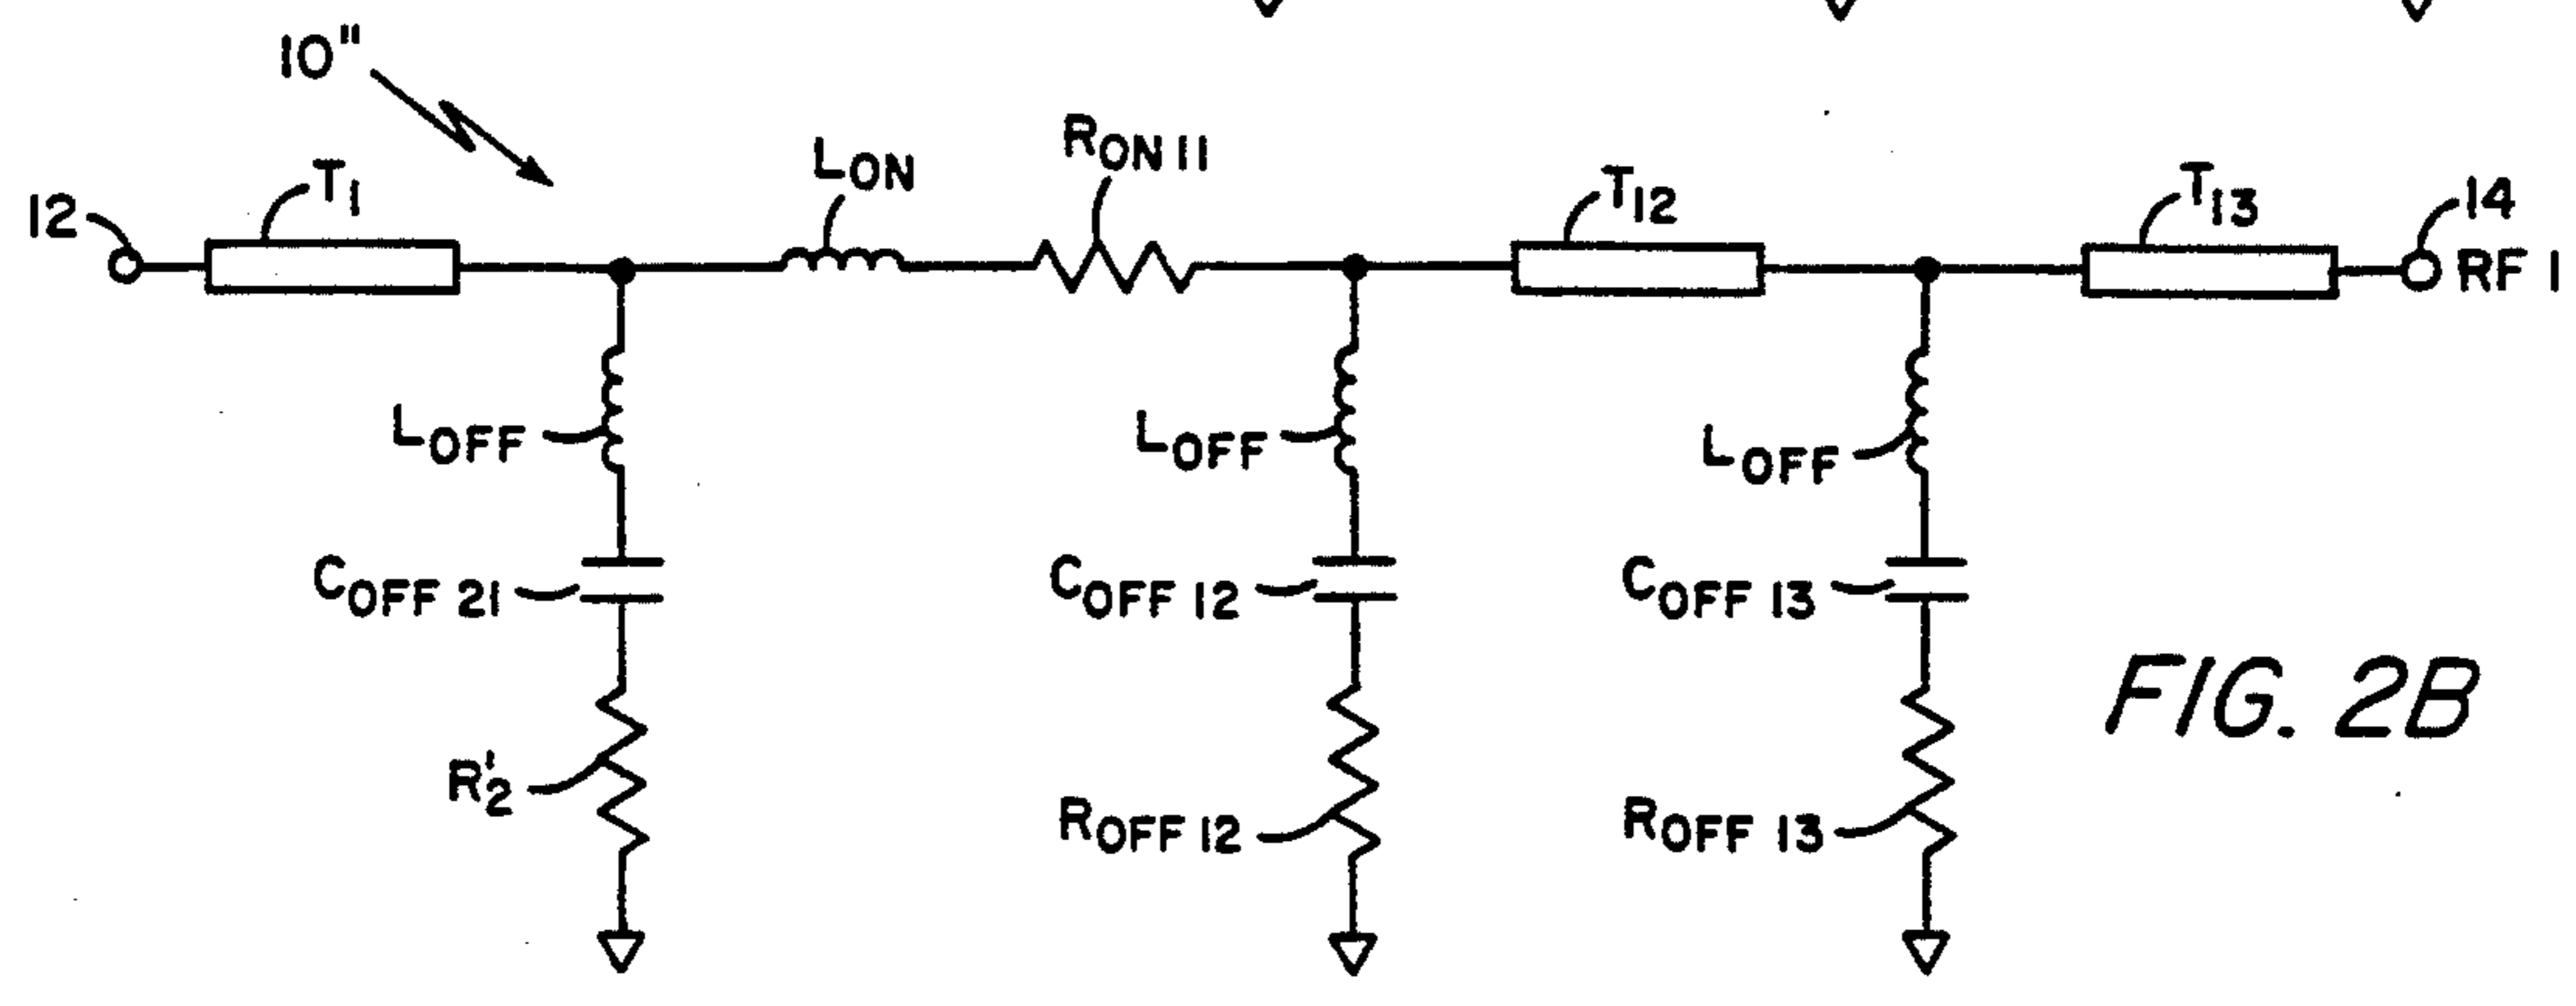 10"
12
T1
LON
RON 11
T12
T13
14
RF 1
LOFF
LOFF
LOFF
COFF 21
COFF 12
COFF 13
R'2
ROFF 12
ROFF 13
FIG. 2B